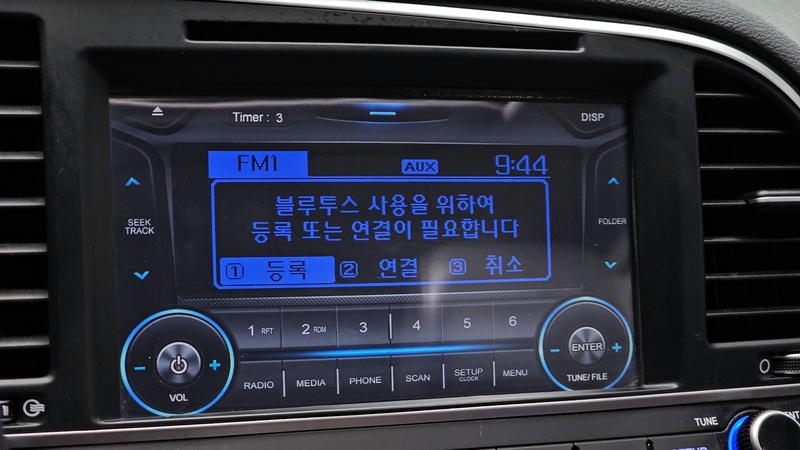 Timer : 3
DISP
FM1 AUX 9:44
블루투스 사용을 위하여
등록 또는 연결이 필요합니다
1 등록 2 연결 3 취소
SEEK
TRACK
FOLDER
1 RPT 2 RDM 3 4 5 6
RADIO MEDIA PHONE SCAN SETUP MENU
CLOCK
VOL
ENTER
TUNE/ FILE
TUNE